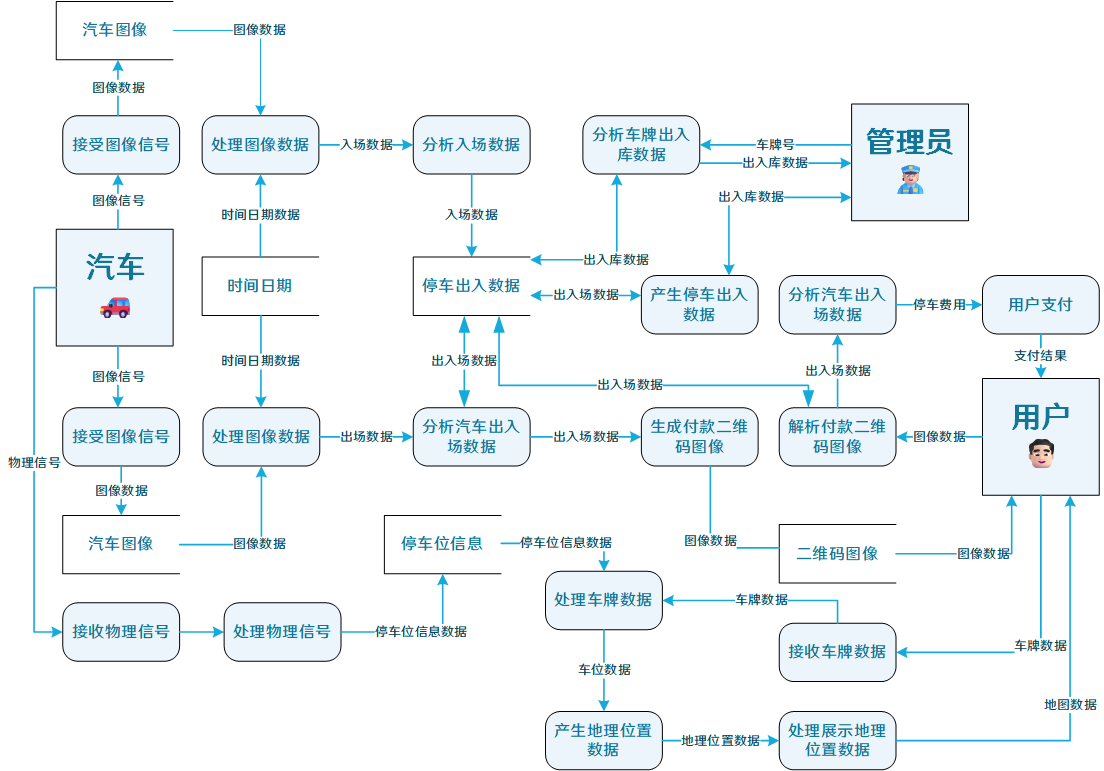 汽车图像
图像数据
图像数据
接受图像信号
处理图像数据
入场数据
分析入场数据
分析车牌出入
库数据
车牌号
出入库数据
管理员
图像信号
时间日期数据
入场数据
出入库数据
汽车
时间日期
停车出入数据
出入库数据
出入场数据
产生停车出入
数据
分析汽车出入
场数据
停车费用
用户支付
图像信号
时间日期数据
出入场数据
出入场数据
出入场数据
支付结果
接受图像信号
处理图像数据
出场数据
分析汽车出入
场数据
出入场数据
生成付款二维
码图像
解析付款二维
码图像
图像数据
用户
物理信号
图像数据
汽车图像
图像数据
停车位信息
停车位信息数据
图像数据
二维码图像
图像数据
处理车牌数据
车牌数据
接收物理信号
处理物理信号
停车位信息数据
接收车牌数据
车牌数据
车位数据
地图数据
产生地理位置
数据
地理位置数据
处理展示地理
位置数据